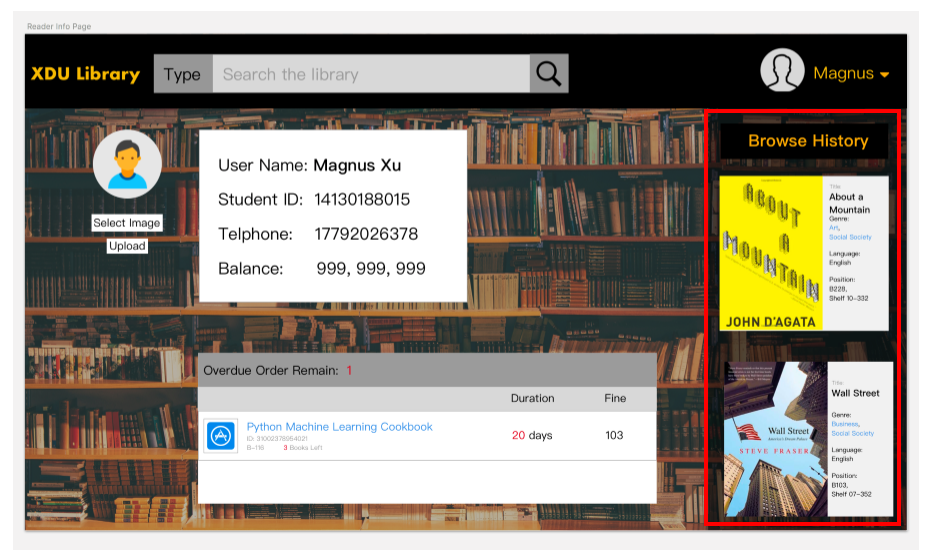 Reader Info Page
XDU Library
Type
Search the library
Magnus
Select Image
Upload
User Name: Magnus Xu
Student ID: 14130188015
Telphone: 17792026378
Balance: 999, 999, 999
Overdue Order Remain: 1
Duration Fine
Python Machine Learning Cookbook
ID: 31002378954021
B-116 3 Books Left
20 days 103
Browse History
ABOUT
A
MOUNTAIN
JOHN D'AGATA
Title:
About a
Mountain
Genre:
Art,
Social Society
Language:
English
Position:
B228,
Shelf 10-332
Wall Street
America's Dream Palace
STEVE FRASER
Title:
Wall Street
Genre:
Business,
Social Society
Language:
English
Position:
B103,
Shelf 07-352